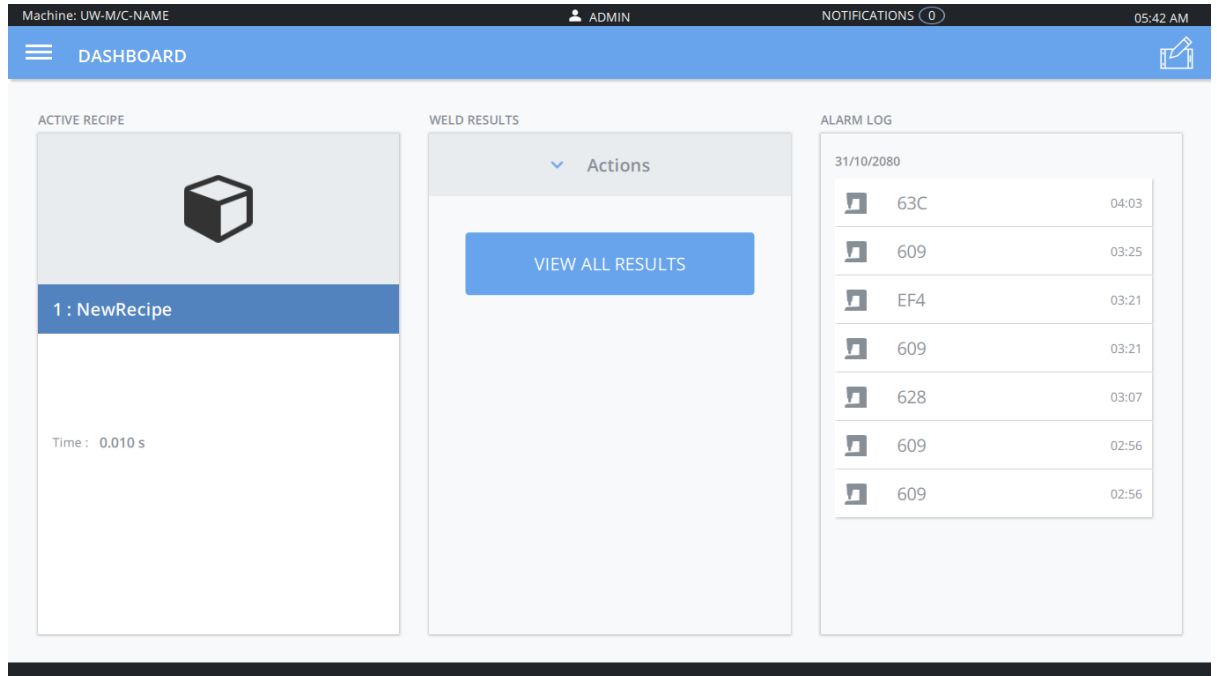 Machine: UW-M/C-NAME
ADMIN
NOTIFICATIONS 0
05:42 AM
DASHBOARD
ACTIVE RECIPE
1 : NewRecipe
Time : 0.010 s
WELD RESULTS
Actions
VIEW ALL RESULTS
ALARM LOG
31/10/2080
63C 04:03
609 03:25
EF4 03:21
609 03:21
628 03:07
609 02:56
609 02:56